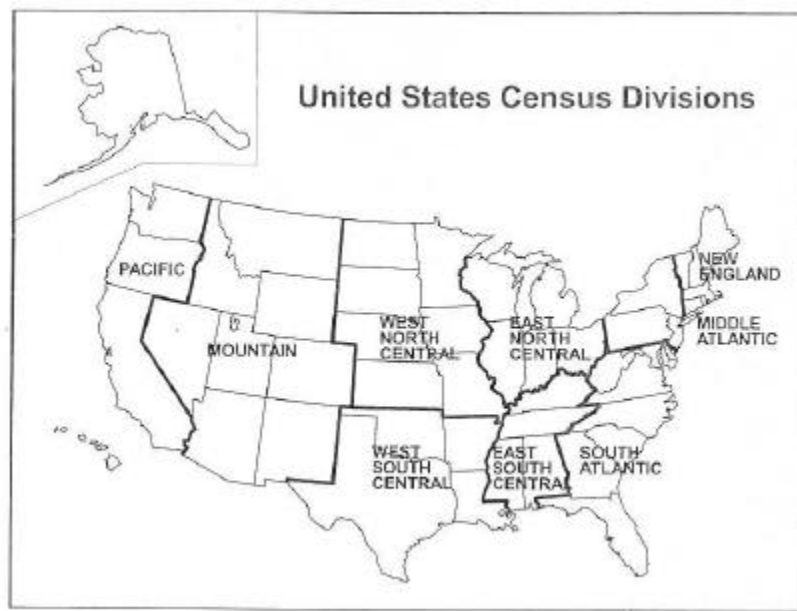 United States Census Divisions
PACIFIC
MOUNTAIN
WEST
NORTH
CENTRAL
EAST
NORTH
CENTRAL
NEW
ENGLAND
MIDDLE
ATLANTIC
WEST
SOUTH
CENTRAL
EAST
SOUTH
CENTRAL
SOUTH
ATLANTIC